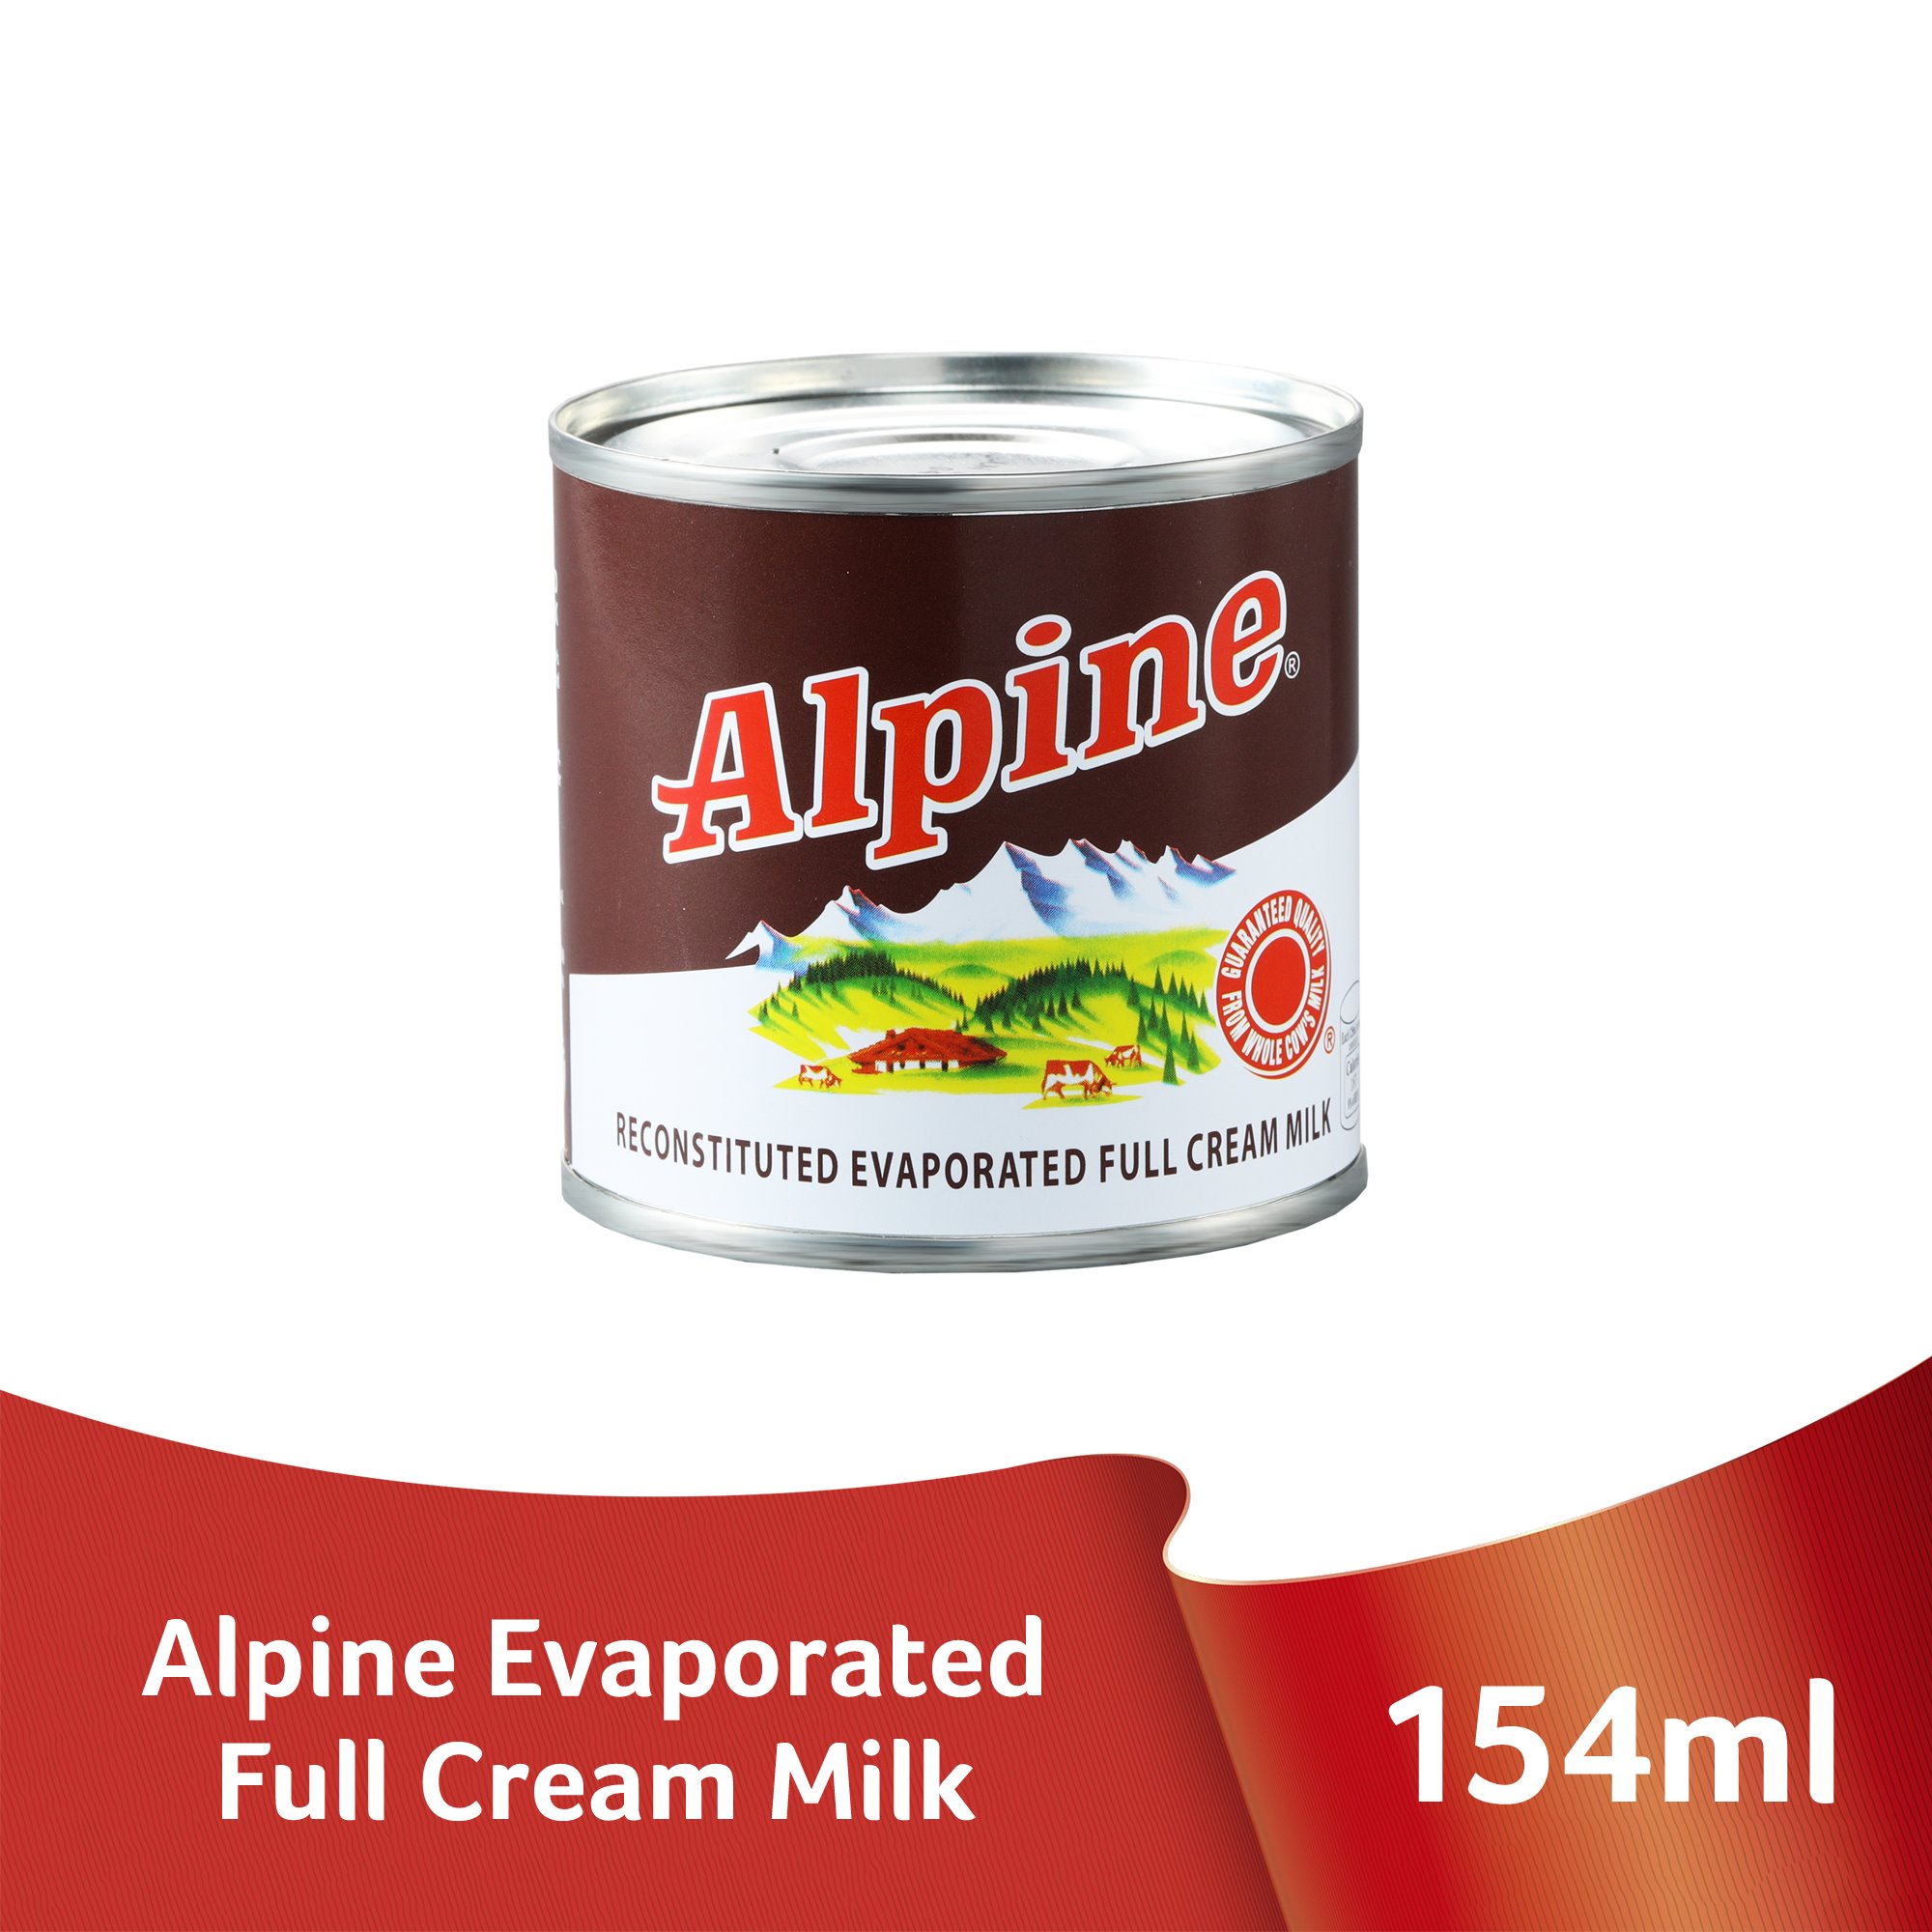 Alpine®
GUARANTEED QUALITY
FROM WHOLE COW'S MILK
®
RECONSTITUTED EVAPORATED FULL CREAM MILK
Alpine Evaporated
Full Cream Milk
154ml